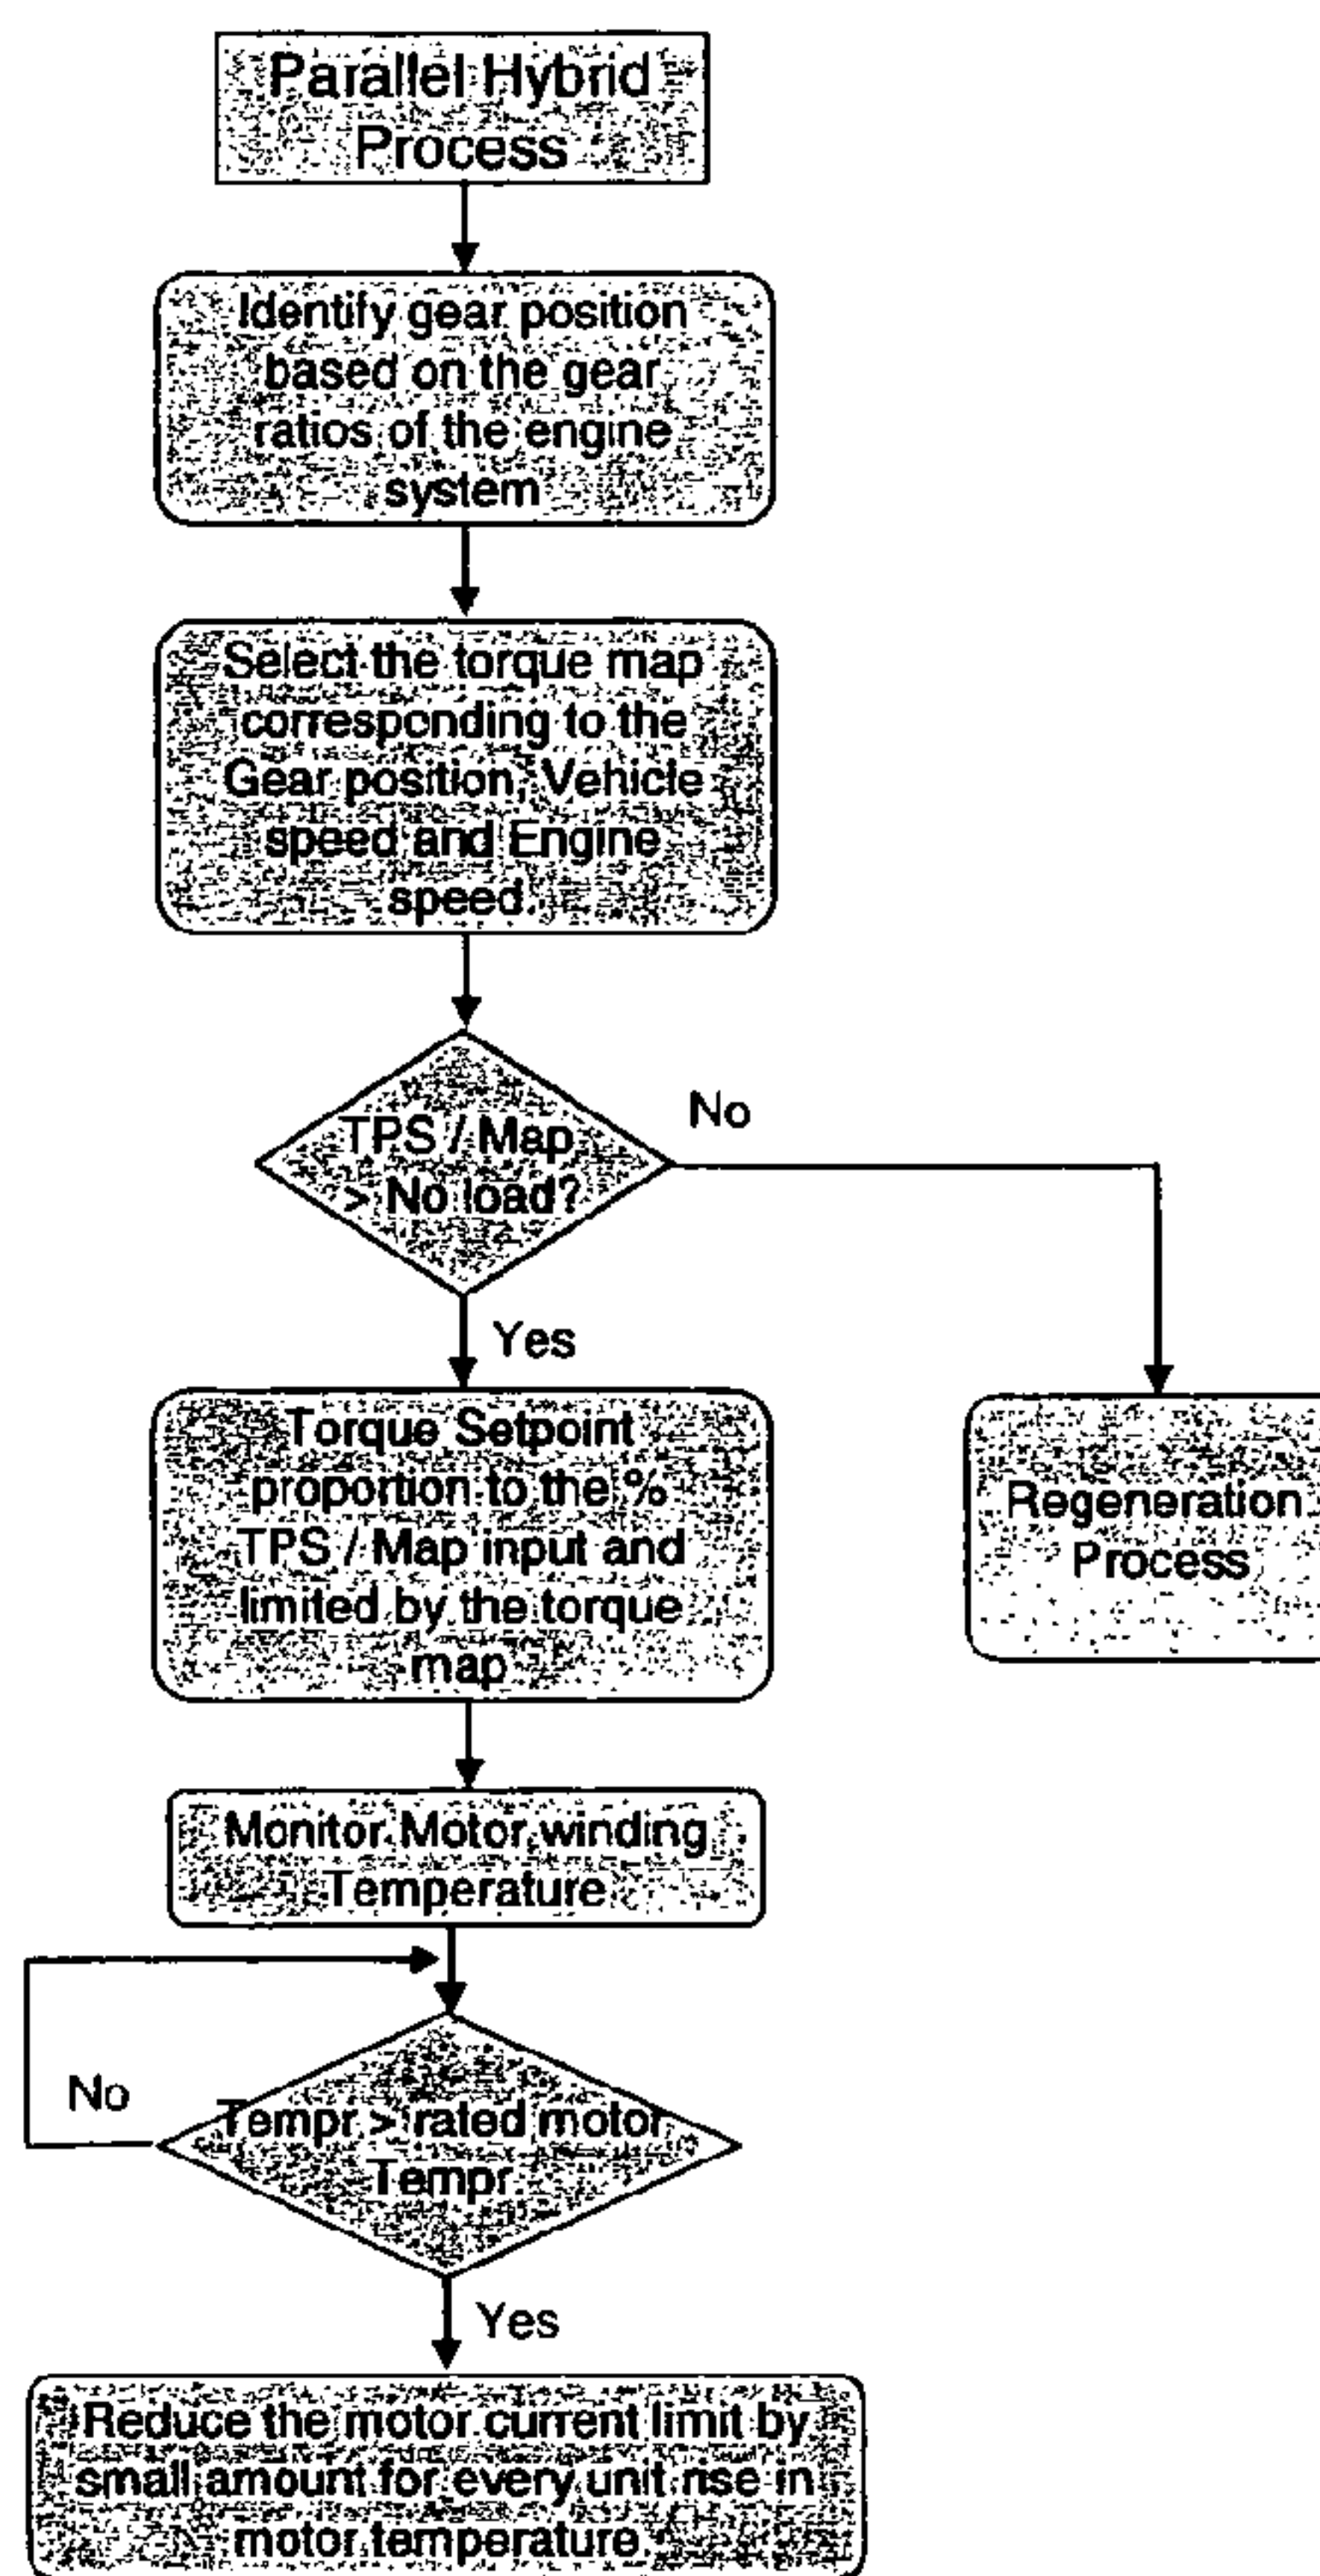 Parallel Hybrid
Process
Identify gear position
based on the gear
ratios of the engine
system
Select the torque map
corresponding to the
Gear position, Vehicle
speed and Engine
speed.
TPS / Map
> No load?
No
Yes
Torque Setpoint
proportion to the %
TPS / Map input and
limited by the torque
map
Regeneration
Process
Monitor Motor winding
Temperature
No
Tempr > rated motor
Tempr.
Yes
Reduce the motor current limit by
small amount for every unit rise in
motor temperature.